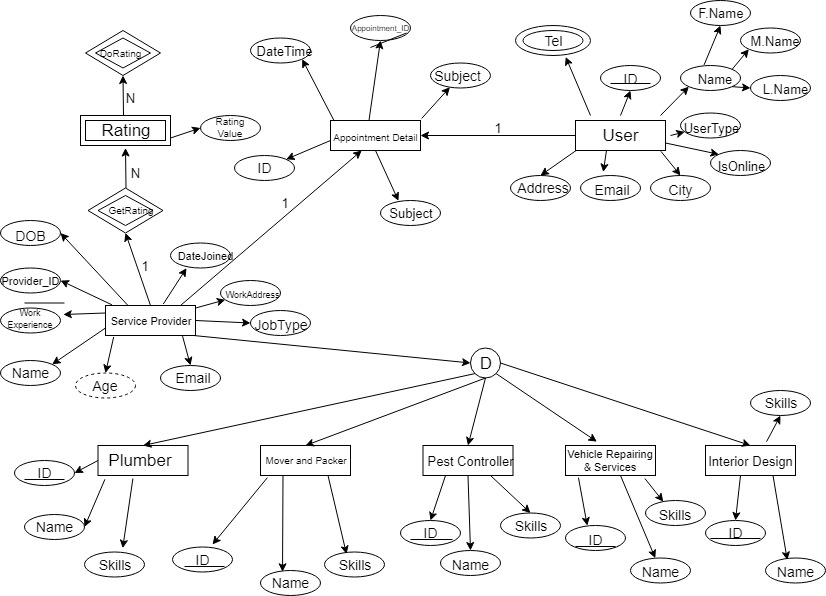 F.Name
Appointment_ID
Tel
M.Name
DateTime
DoRating
Subject
ID
Name
L.Name
N
Rating
Rating
Value
Appointment Detail
1
User
UserType
ID
IsOnline
N
Address
Email
City
GetRating
1
Subject
DOB
1
DateJoined
Provider_ID
WorkAddress
Work
Experience
Service Provider
JobType
Name
Age
Email
D
Skills
Plumber
Mover and Packer
Pest Controller
Vehicle Repairing
& Services
Interior Design
ID
Name
Skills
ID
Name
Skills
ID
Name
Skills
ID
Name
Skills
ID
Name